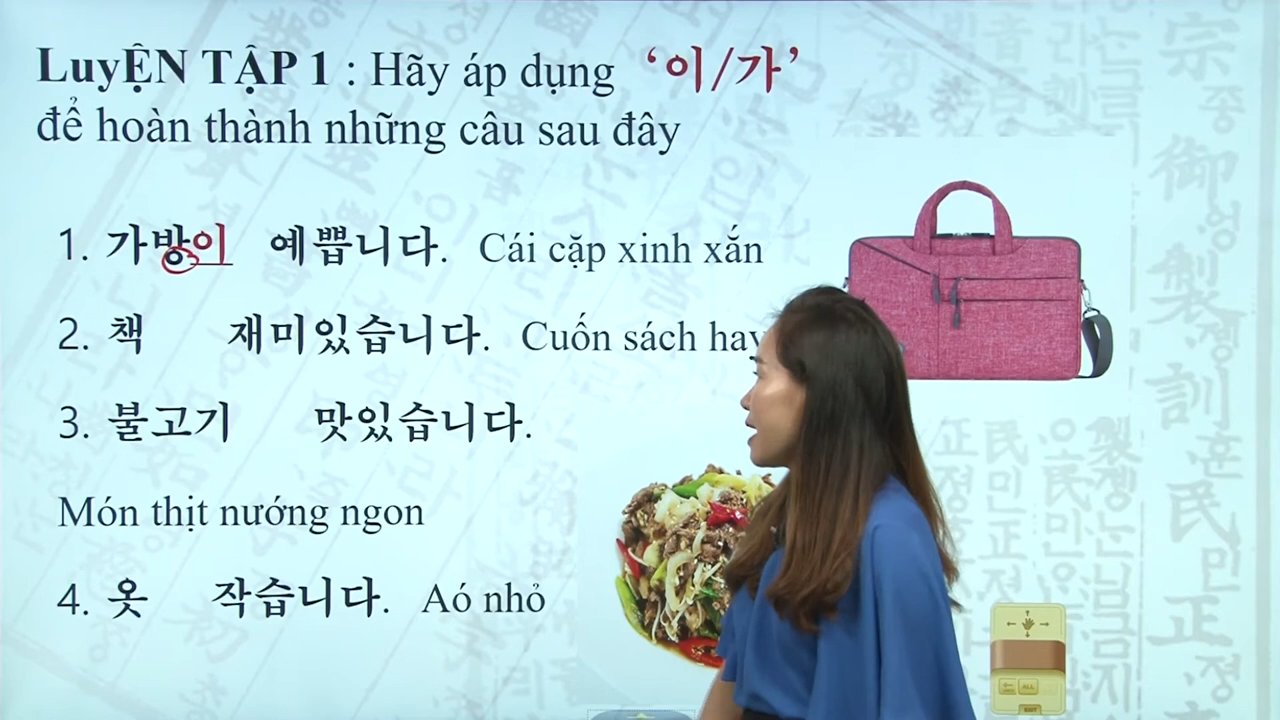 LuyỆN TẬP 1 : Hãy áp dụng ‘이/가’
để hoàn thành những câu sau đây
1. 가방이 예쁩니다. Cái cặp xinh xắn
2. 책 재미있습니다. Cuốn sách hay
3. 불고기 맛있습니다.
Món thịt nướng ngon
4. 옷 작습니다. Aó nhỏ